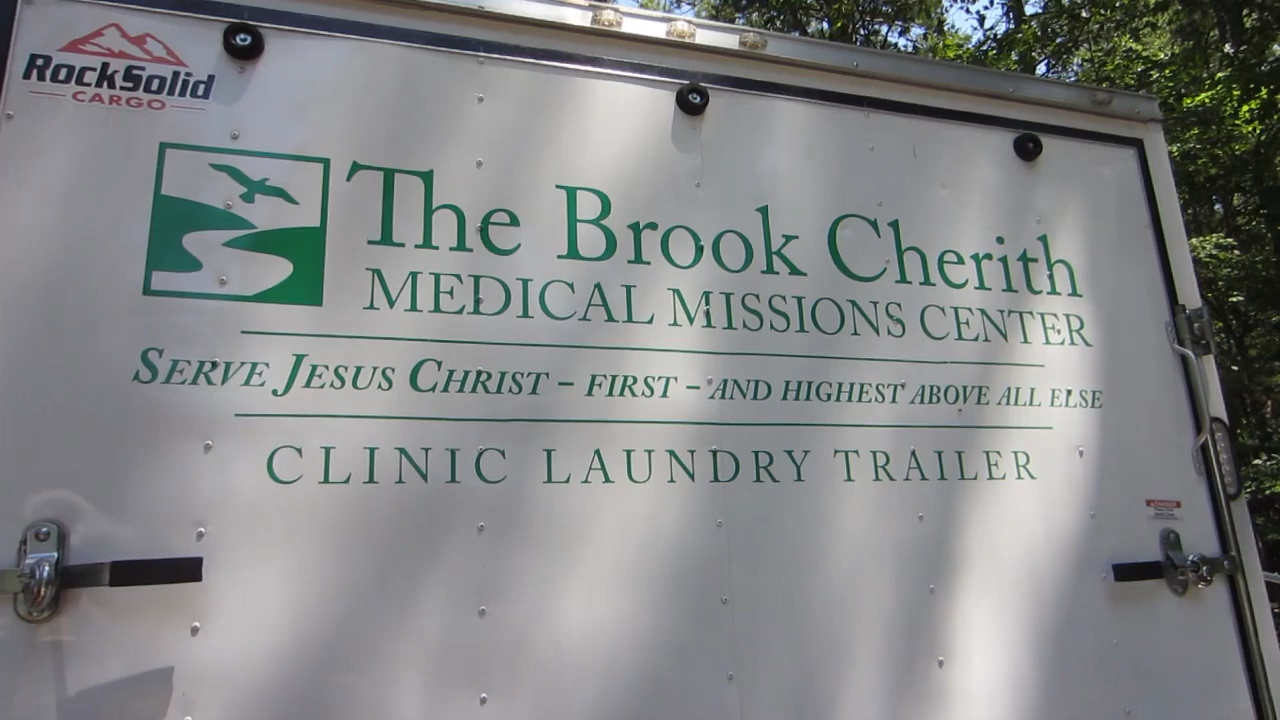 RockSolid
CARGO
The Brook Cherith
MEDICAL MISSIONS CENTER
SERVE JESUS CHRIST – FIRST – AND HIGHEST ABOVE ALL ELSE
CLINIC LAUNDRY TRAILER